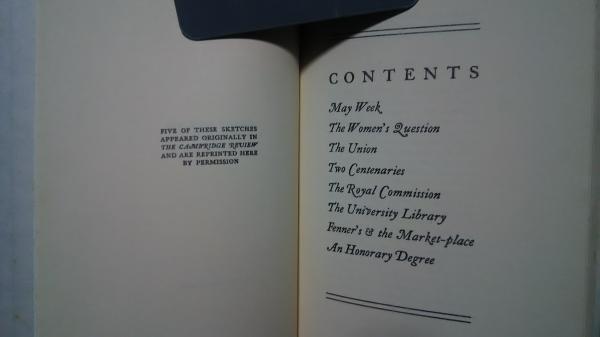 FIVE OF THESE SKETCHES
APPEARED ORIGINALLY IN
THE CAMBRIDGE REVIEW
AND ARE REPRINTED HERE
BY PERMISSION
CONTENTS
May Week
The Women's Question
The Union
Two Centenaries
The Royal Commission
The University Library
Fenner's & the Market-place
An Honorary Degree